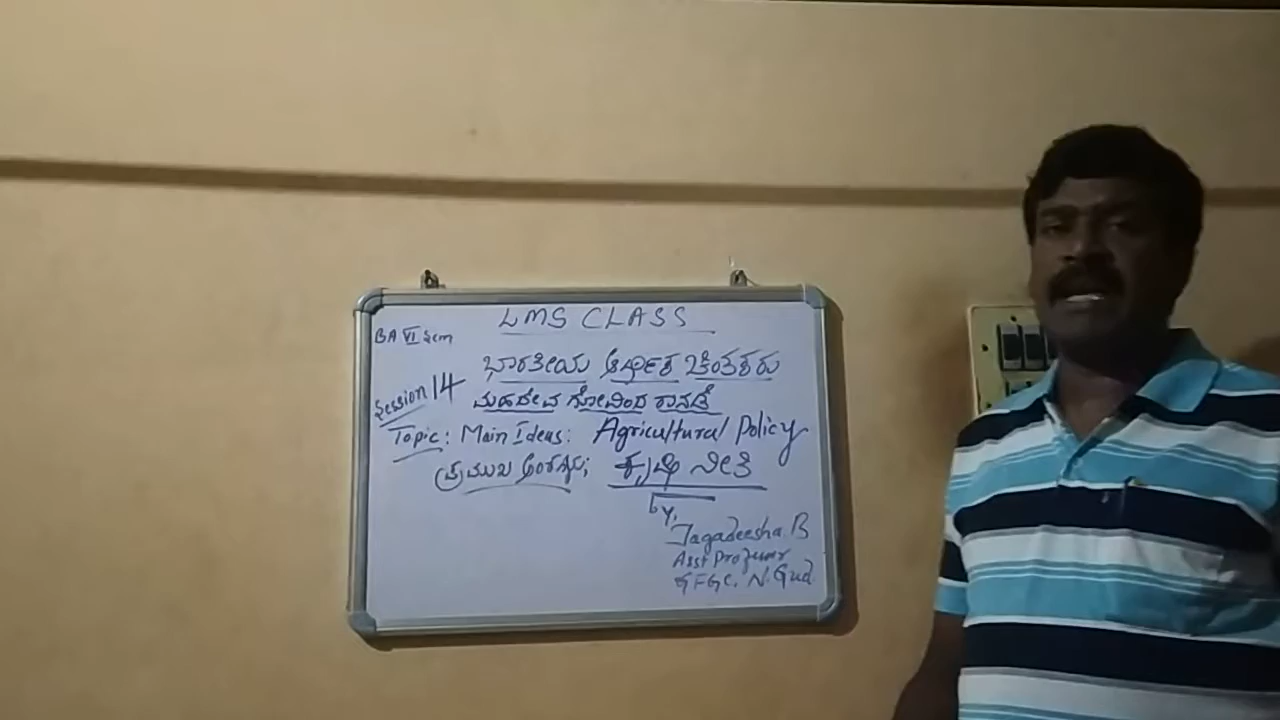 LMS CLASS
BA VI Sem
ಭಾರತೀಯ ಆರ್ಥಿಕ ಚಿಂತಕರು
Session 14
ಮಹದೇವ ಗೋವಿಂದ ರಾನಡೆ
Topic: Main Ideas: Agricultural Policy
ಪ್ರಮುಖ ಅಂಶಗಳು; ಕೃಷಿ ನೀತಿ
by,
Jagadeesha B
Asst Professor
GFGC, N. Gud